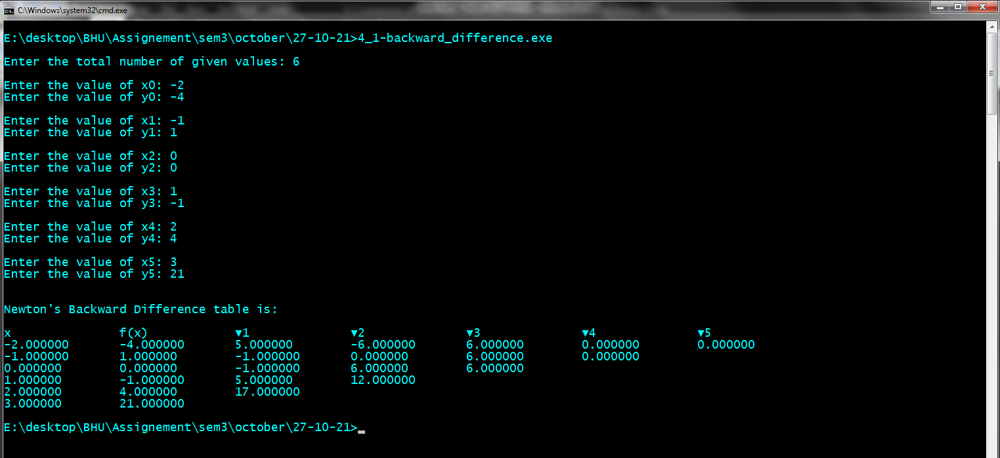 C:\Windows\system32\cmd.exe
E:\desktop\BHU\Assignement\sem3\october\27-10-21>4_1-backward_difference.exe
Enter the total number of given values: 6
Enter the value of x0: -2
Enter the value of y0: -4
Enter the value of x1: -1
Enter the value of y1: 1
Enter the value of x2: 0
Enter the value of y2: 0
Enter the value of x3: 1
Enter the value of y3: -1
Enter the value of x4: 2
Enter the value of y4: 4
Enter the value of x5: 3
Enter the value of y5: 21
Newton's Backward Difference table is:
x f(x) ▼1 ▼2 ▼3 ▼4 ▼5
-2.000000 -4.000000 5.000000 -6.000000 6.000000 0.000000 0.000000
-1.000000 1.000000 -1.000000 0.000000 6.000000 0.000000
0.000000 0.000000 -1.000000 6.000000 6.000000
1.000000 -1.000000 5.000000 12.000000
2.000000 4.000000 17.000000
3.000000 21.000000
E:\desktop\BHU\Assignement\sem3\october\27-10-21>_